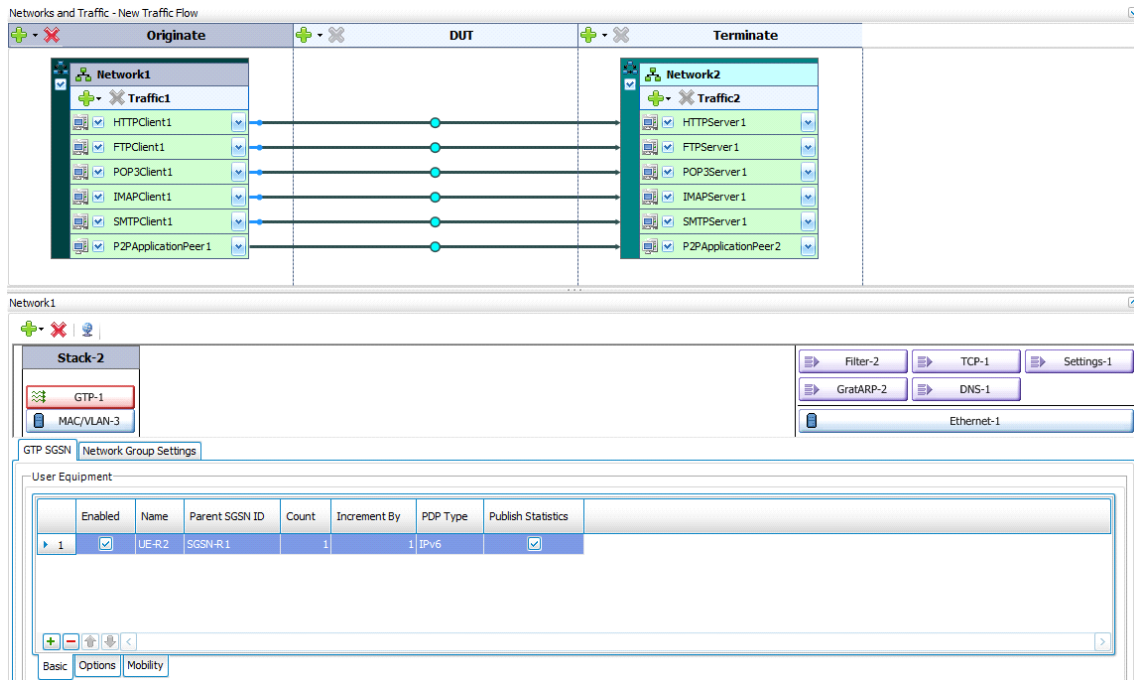 Networks and Traffic - New Traffic Flow
Originate DUT Terminate
Network1 Network2
Traffic1 Traffic2
HTTPClient1 HTTPServer1
FTPClient1 FTPServer1
POP3Client1 POP3Server1
IMAPClient1 IMAPServer1
SMTPClient1 SMTPServer1
P2PApplicationPeer1 P2PApplicationPeer2
Network1
Stack-2
Filter-2 TCP-1 Settings-1
GTP-1 GratARP-2 DNS-1
MAC/VLAN-3 Ethernet-1
GTP SGSN Network Group Settings
User Equipment
Enabled Name Parent SGSN ID Count Increment By PDP Type Publish Statistics
1 UE-R2 SGSN-R1 1 1 IPv6
Basic Options Mobility